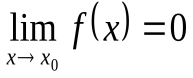 lim f(x)=0
x→x₀